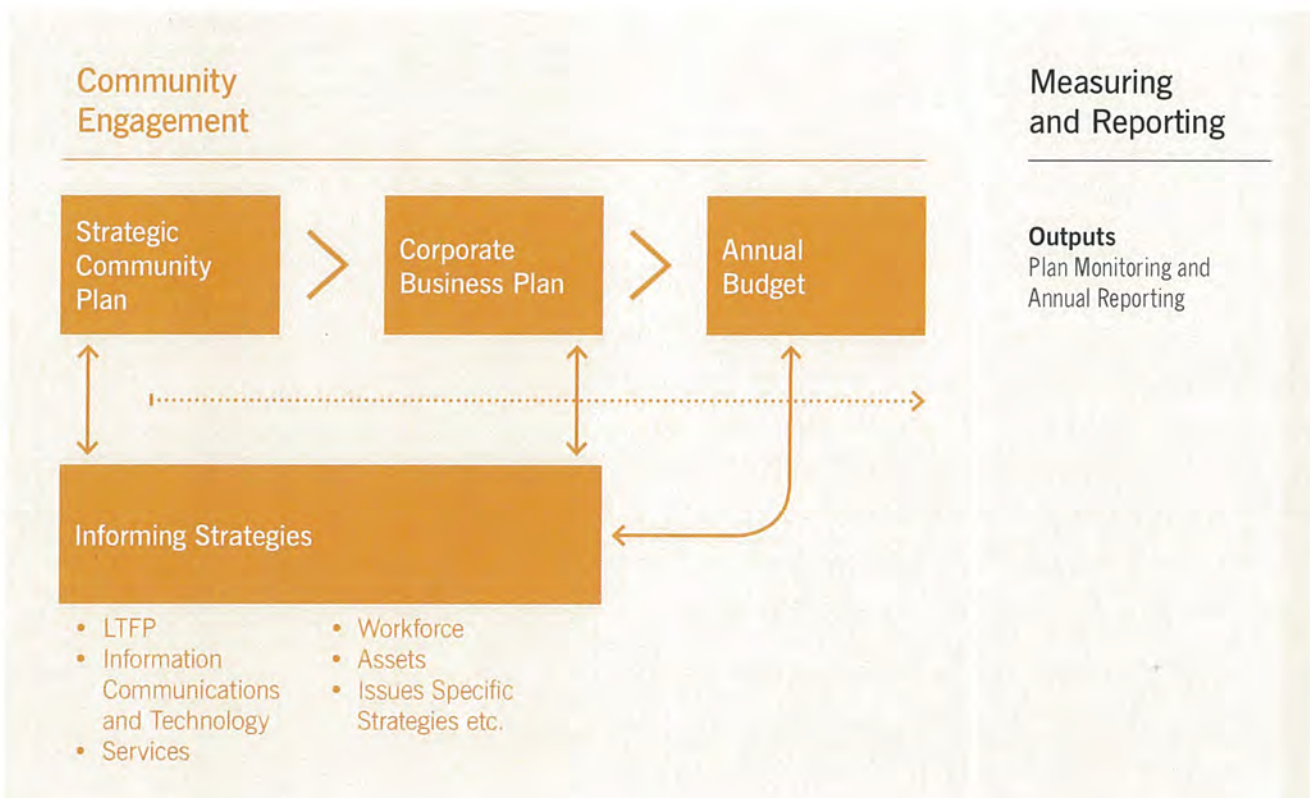 Community
Engagement
Measuring
and Reporting
Strategic
Community
Plan
Corporate
Business Plan
Annual
Budget
Outputs
Plan Monitoring and
Annual Reporting
Informing Strategies
• LTFP
• Information
Communications
and Technology
• Services
• Workforce
• Assets
• Issues Specific
Strategies etc.